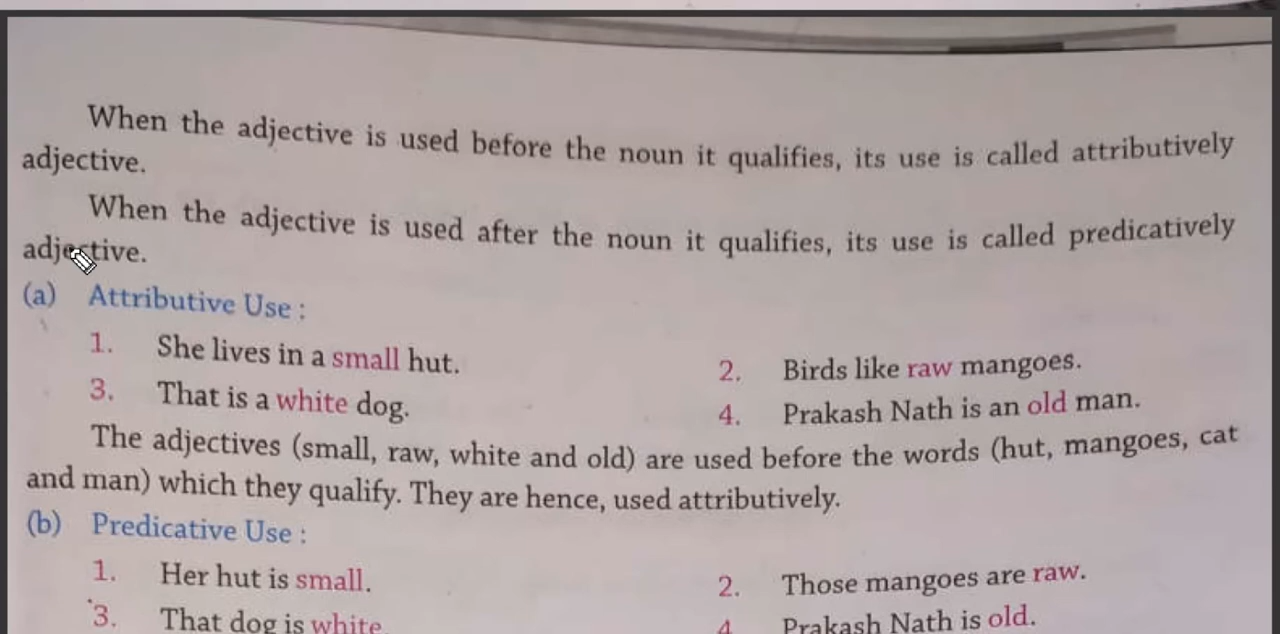 When the adjective is used before the noun it qualifies, its use is called attributively
adjective.
When the adjective is used after the noun it qualifies, its use is called predicatively
adjective.
(a) Attributive Use :
1. She lives in a small hut. 2. Birds like raw mangoes.
3. That is a white dog. 4. Prakash Nath is an old man.
The adjectives (small, raw, white and old) are used before the words (hut, mangoes, cat
and man) which they qualify. They are hence, used attributively.
(b) Predicative Use :
1. Her hut is small. 2. Those mangoes are raw.
3. That dog is white. 4. Prakash Nath is old.